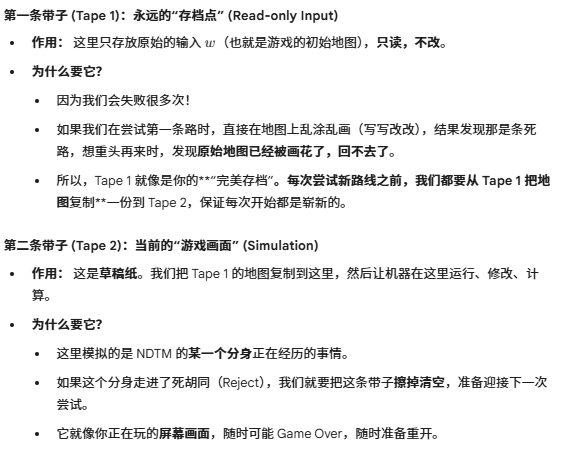 第一条带子 (Tape 1)：永远的“存档点” (Read-only Input)
• 作用： 这里只存放原始的输入 w（也就是游戏的初始地图），只读，不改。
• 为什么要它？
• 因为我们会失败很多次！
• 如果我们在尝试第一条路时，直接在地图上乱涂乱画（写写改改），结果发现那是条死
路，想重头再来时，发现原始地图已经被画花了，回不去了。
• 所以，Tape 1 就像是你的**“完美存档”。每次尝试新路线之前，我们都要从 Tape 1 把地
图复制**一份到 Tape 2，保证每次开始都是崭新的。
第二条带子 (Tape 2)：当前的“游戏画面” (Simulation)
• 作用： 这是草稿纸。我们把 Tape 1 的地图复制到这里，然后让机器在这里运行、修改、计
算。
• 为什么要它？
• 这里模拟的是 NDTM 的某一个分身正在经历的事情。
• 如果这个分身走进了死胡同（Reject），我们就要把这条带子擦掉清空，准备迎接下一次
尝试。
• 它就像你正在玩的屏幕画面，随时可能 Game Over，随时准备重开。